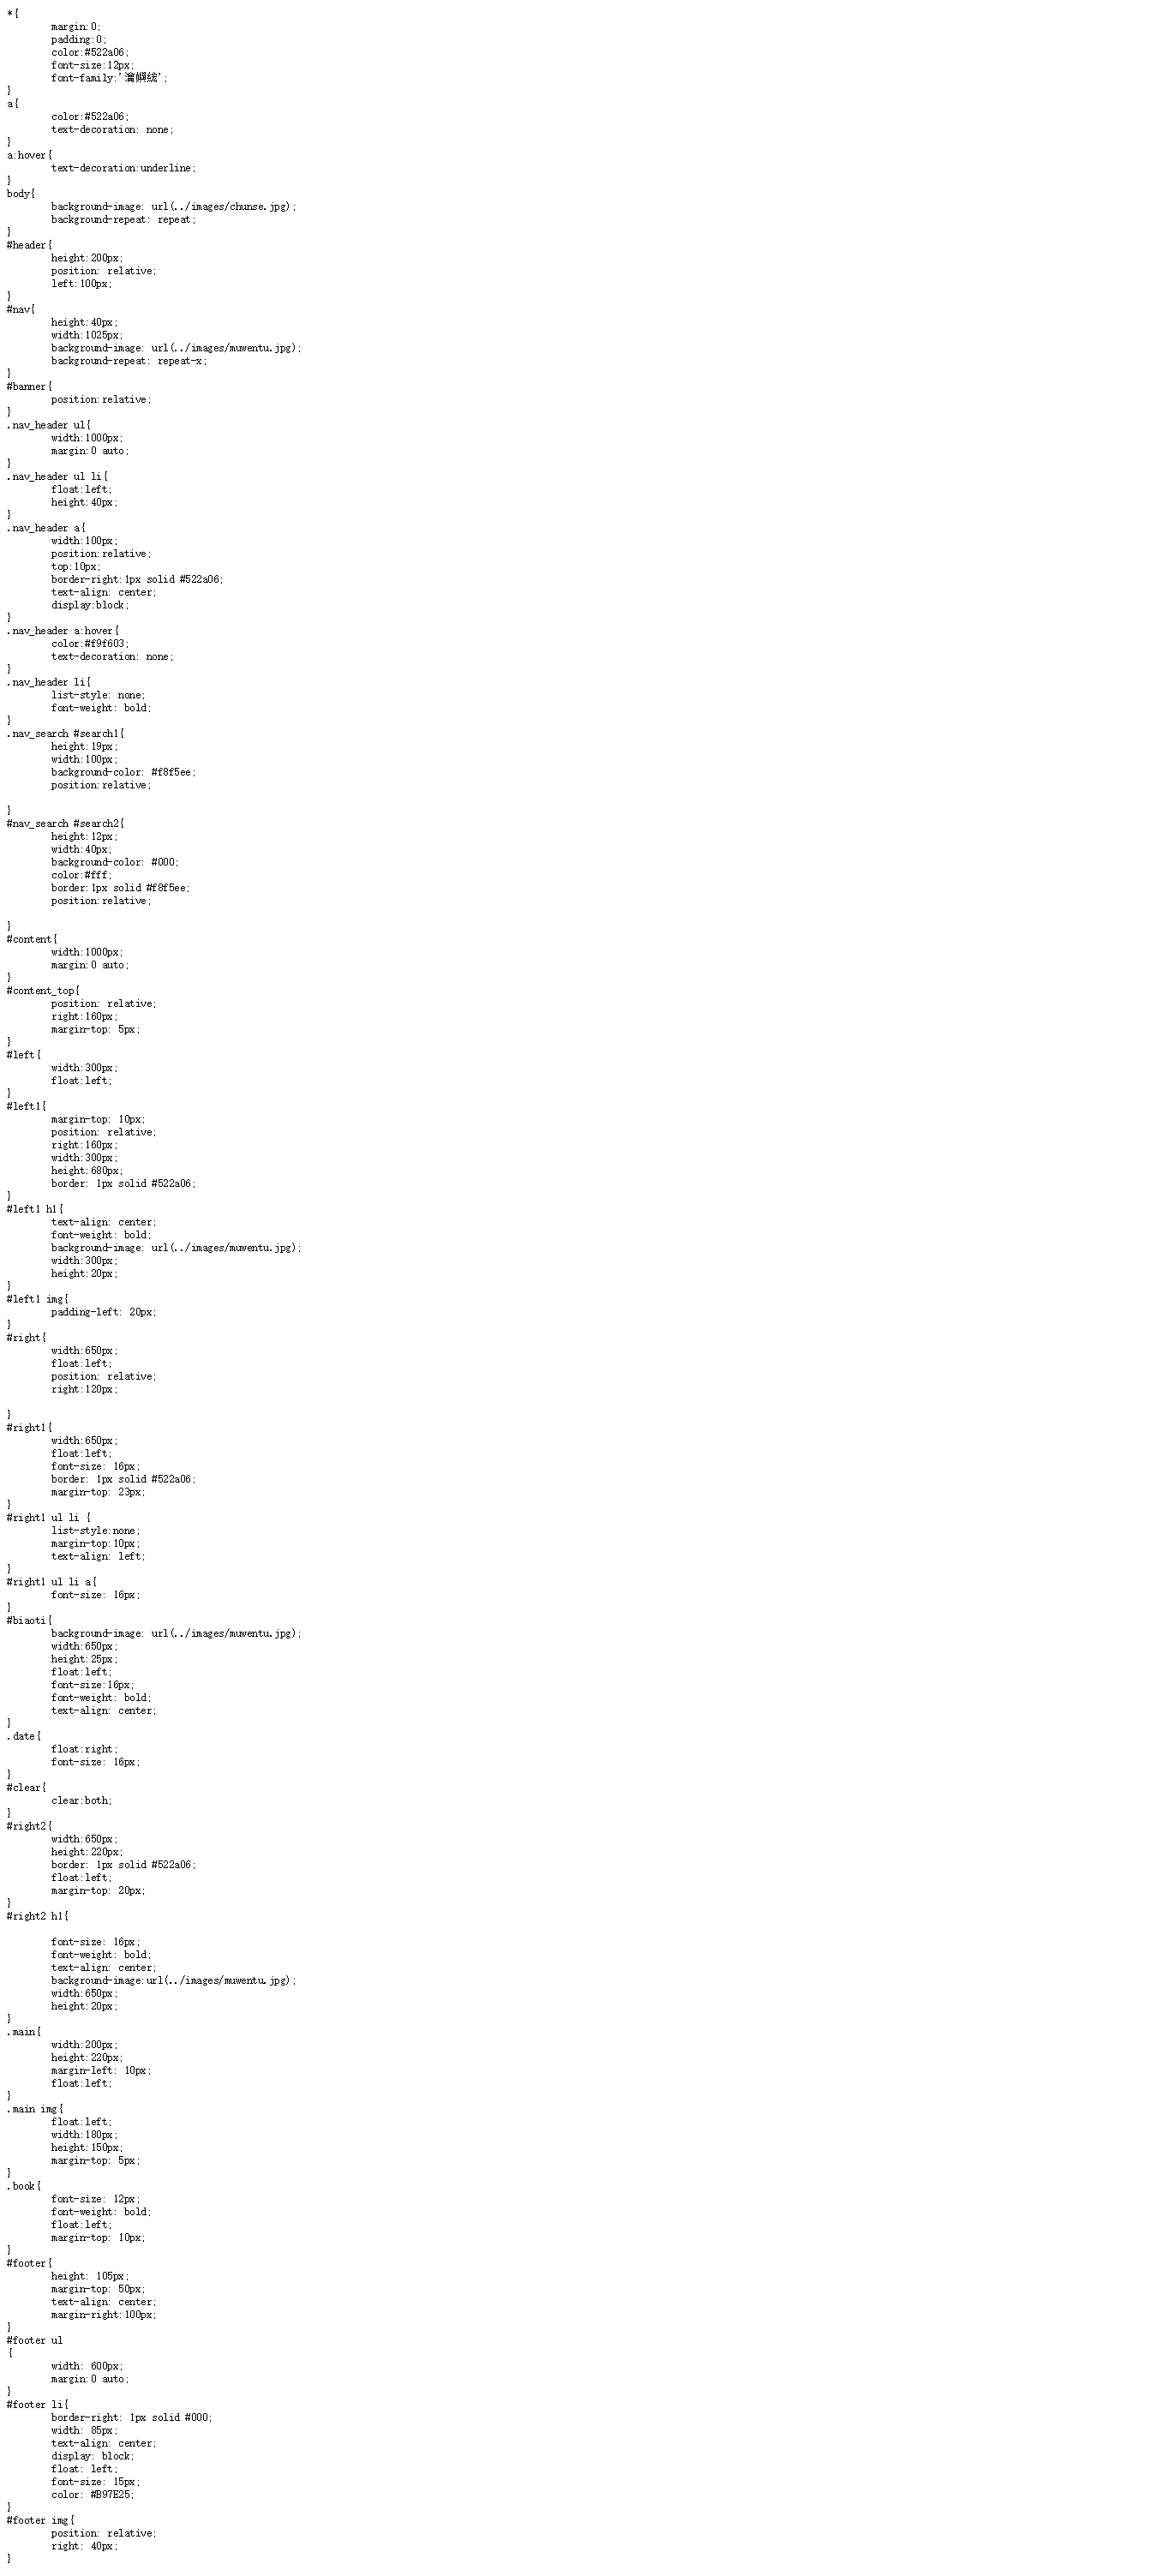 *{
margin:0;
padding:0;
color:#522a06;
font-size:12px;
font-family:'瀹嬩綋';
}
a{
color:#522a06;
text-decoration: none;
}
a:hover{
text-decoration:underline;
}
body{
background-image: url(../images/chunse.jpg);
background-repeat: repeat;
}
#header{
height:200px;
position: relative;
left:100px;
}
#nav{
height:40px;
width:1025px;
background-image: url(../images/muwentu.jpg);
background-repeat: repeat-x;
}
#banner{
position:relative;
}
.nav_header ul{
width:1000px;
margin:0 auto;
}
.nav_header ul li{
float:left;
height:40px;
}
.nav_header a{
width:100px;
position:relative;
top:10px;
border-right:1px solid #522a06;
text-align: center;
display:block;
}
.nav_header a:hover{
color:#f9f603;
text-decoration: none;
}
.nav_header li{
list-style: none;
font-weight: bold;
}
.nav_search #search1{
height:19px;
width:100px;
background-color: #f8f5ee;
position:relative;
}
#nav_search #search2{
height:12px;
width:40px;
background-color: #000;
color:#fff;
border:1px solid #f8f5ee;
position:relative;
}
#content{
width:1000px;
margin:0 auto;
}
#content_top{
position: relative;
right:160px;
margin-top: 5px;
}
#left{
width:300px;
float:left;
}
#left1{
margin-top: 10px;
position: relative;
right:160px;
width:300px;
height:680px;
border: 1px solid #522a06;
}
#left1 h1{
text-align: center;
font-weight: bold;
background-image: url(../images/muwentu.jpg);
width:300px;
height:20px;
}
#left1 img{
padding-left: 20px;
}
#right{
width:650px;
float:left;
position: relative;
right:120px;
}
#right1{
width:650px;
float:left;
font-size: 16px;
border: 1px solid #522a06;
margin-top: 23px;
}
#right1 ul li {
list-style:none;
margin-top:10px;
text-align: left;
}
#right1 ul li a{
font-size: 16px;
}
#biaoti{
background-image: url(../images/muwentu.jpg);
width:650px;
height:25px;
float:left;
font-size:16px;
font-weight: bold;
text-align: center;
}
.date{
float:right;
font-size: 16px;
}
#clear{
clear:both;
}
#right2{
width:650px;
height:220px;
border: 1px solid #522a06;
float:left;
margin-top: 20px;
}
#right2 h1{
font-size: 16px;
font-weight: bold;
text-align: center;
background-image:url(../images/muwentu.jpg);
width:650px;
height:20px;
}
.main{
width:200px;
height:220px;
margin-left: 10px;
float:left;
}
.main img{
float:left;
width:180px;
height:150px;
margin-top: 5px;
}
.book{
font-size: 12px;
font-weight: bold;
float:left;
margin-top: 10px;
}
#footer{
height: 105px;
margin-top: 50px;
text-align: center;
margin-right:100px;
}
#footer ul
{
width: 600px;
margin:0 auto;
}
#footer li{
border-right: 1px solid #000;
width: 85px;
text-align: center;
display: block;
float: left;
font-size: 15px;
color: #B97E25;
}
#footer img{
position: relative;
right: 40px;
}